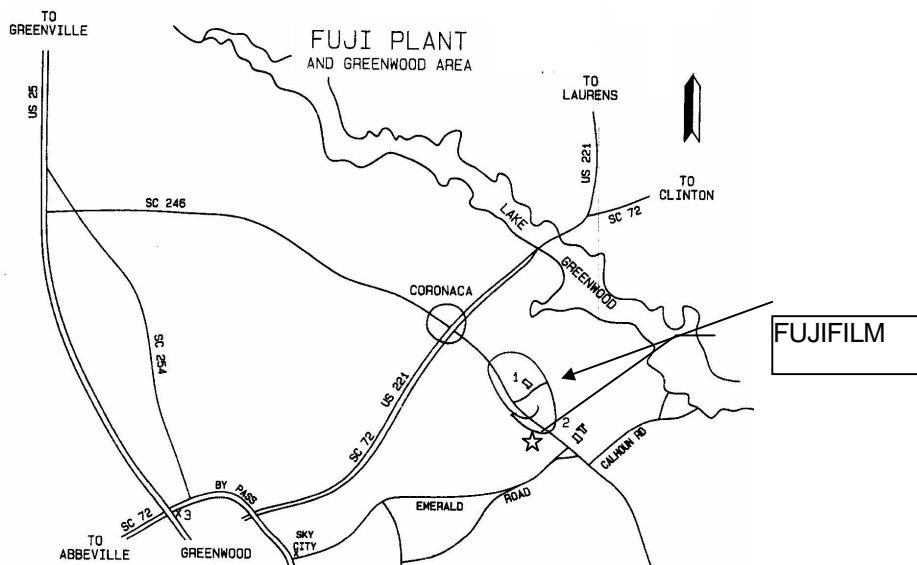 TO
GREENVILLE
FUJI PLANT
AND GREENWOOD AREA
US 25
TO
LAURENS
US 221
TO
CLINTON
SC 72
SC 246
LAKE
GREENWOOD
CORONACA
FUJIFILM
SC 254
US 221
SC 72
1
2
CALHOUN RD
BY PASS
EMERALD
ROAD
SC 72
X3
SKY
CITY
X
TO
ABBEVILLE
GREENWOOD